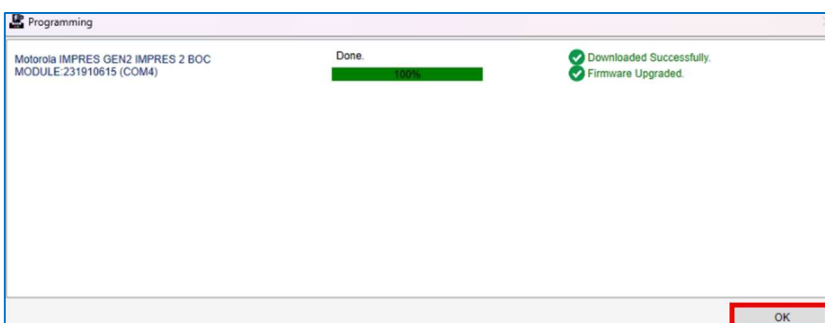 Programming
Motorola IMPRES GEN2 IMPRES 2 BOC
MODULE:231910615 (COM4)
Done.
100%
Downloaded Successfully.
Firmware Upgraded.
OK